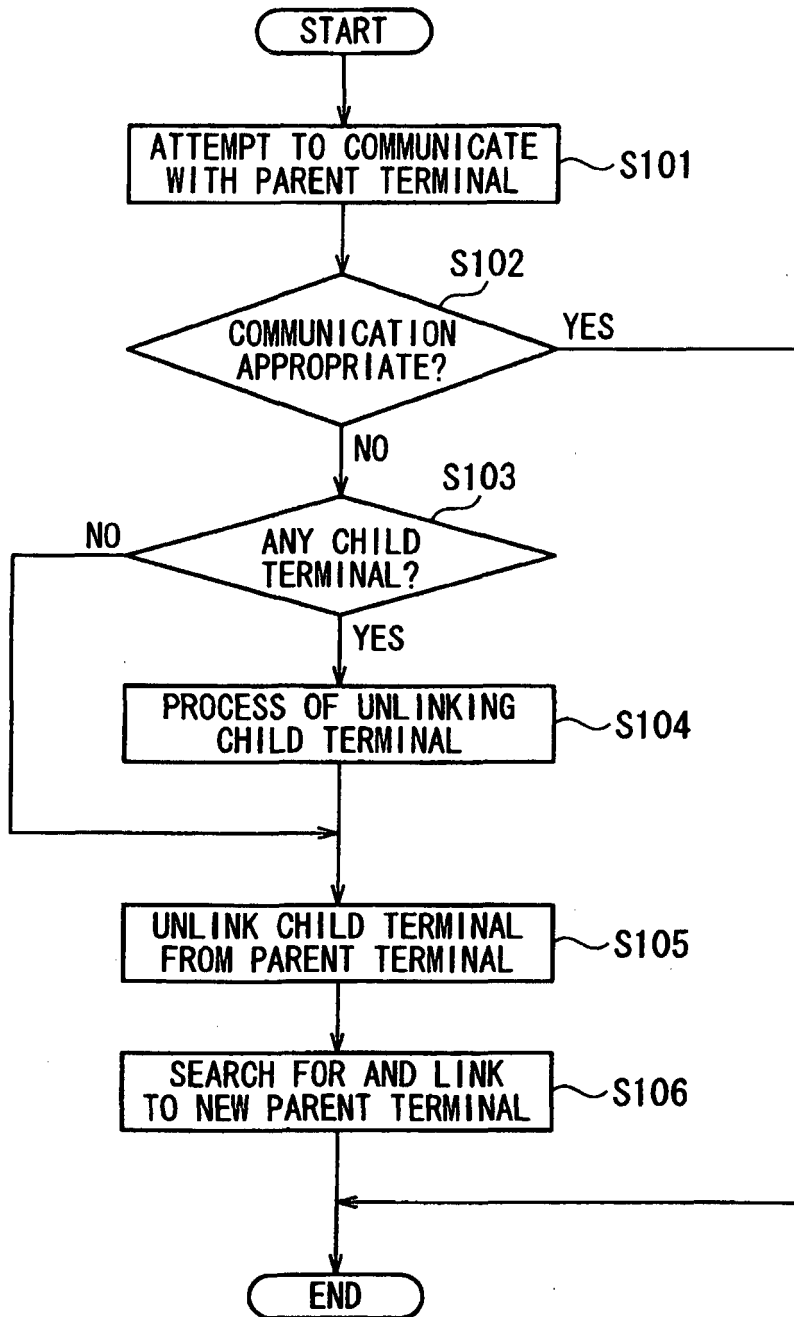 START
ATTEMPT TO COMMUNICATE
WITH PARENT TERMINAL
S101
S102
COMMUNICATION
APPROPRIATE?
YES
NO
S103
NO
ANY CHILD
TERMINAL?
YES
PROCESS OF UNLINKING
CHILD TERMINAL
S104
UNLINK CHILD TERMINAL
FROM PARENT TERMINAL
S105
SEARCH FOR AND LINK
TO NEW PARENT TERMINAL
S106
END